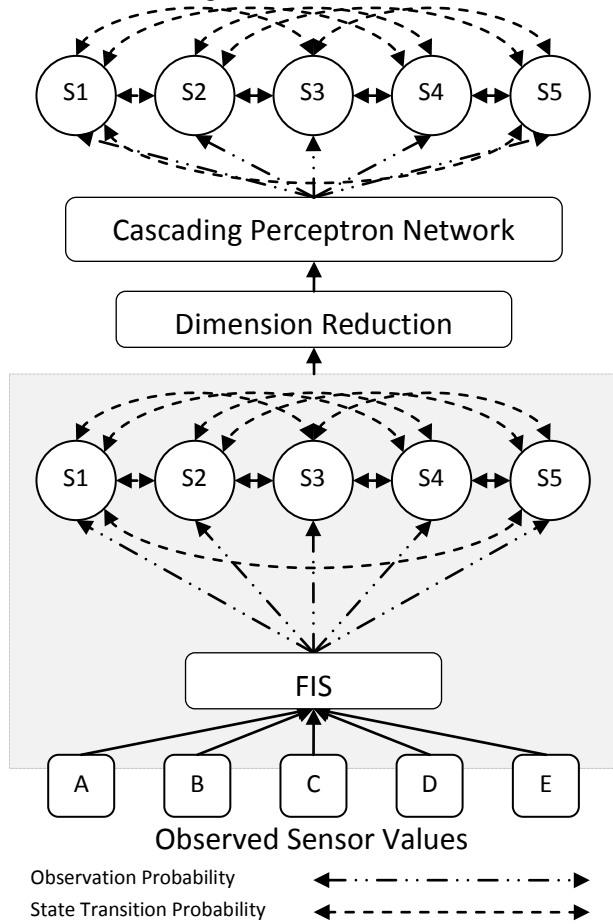 S1 S2 S3 S4 S5
Cascading Perceptron Network
Dimension Reduction
S1 S2 S3 S4 S5
FIS
A B C D E
Observed Sensor Values
Observation Probability
State Transition Probability